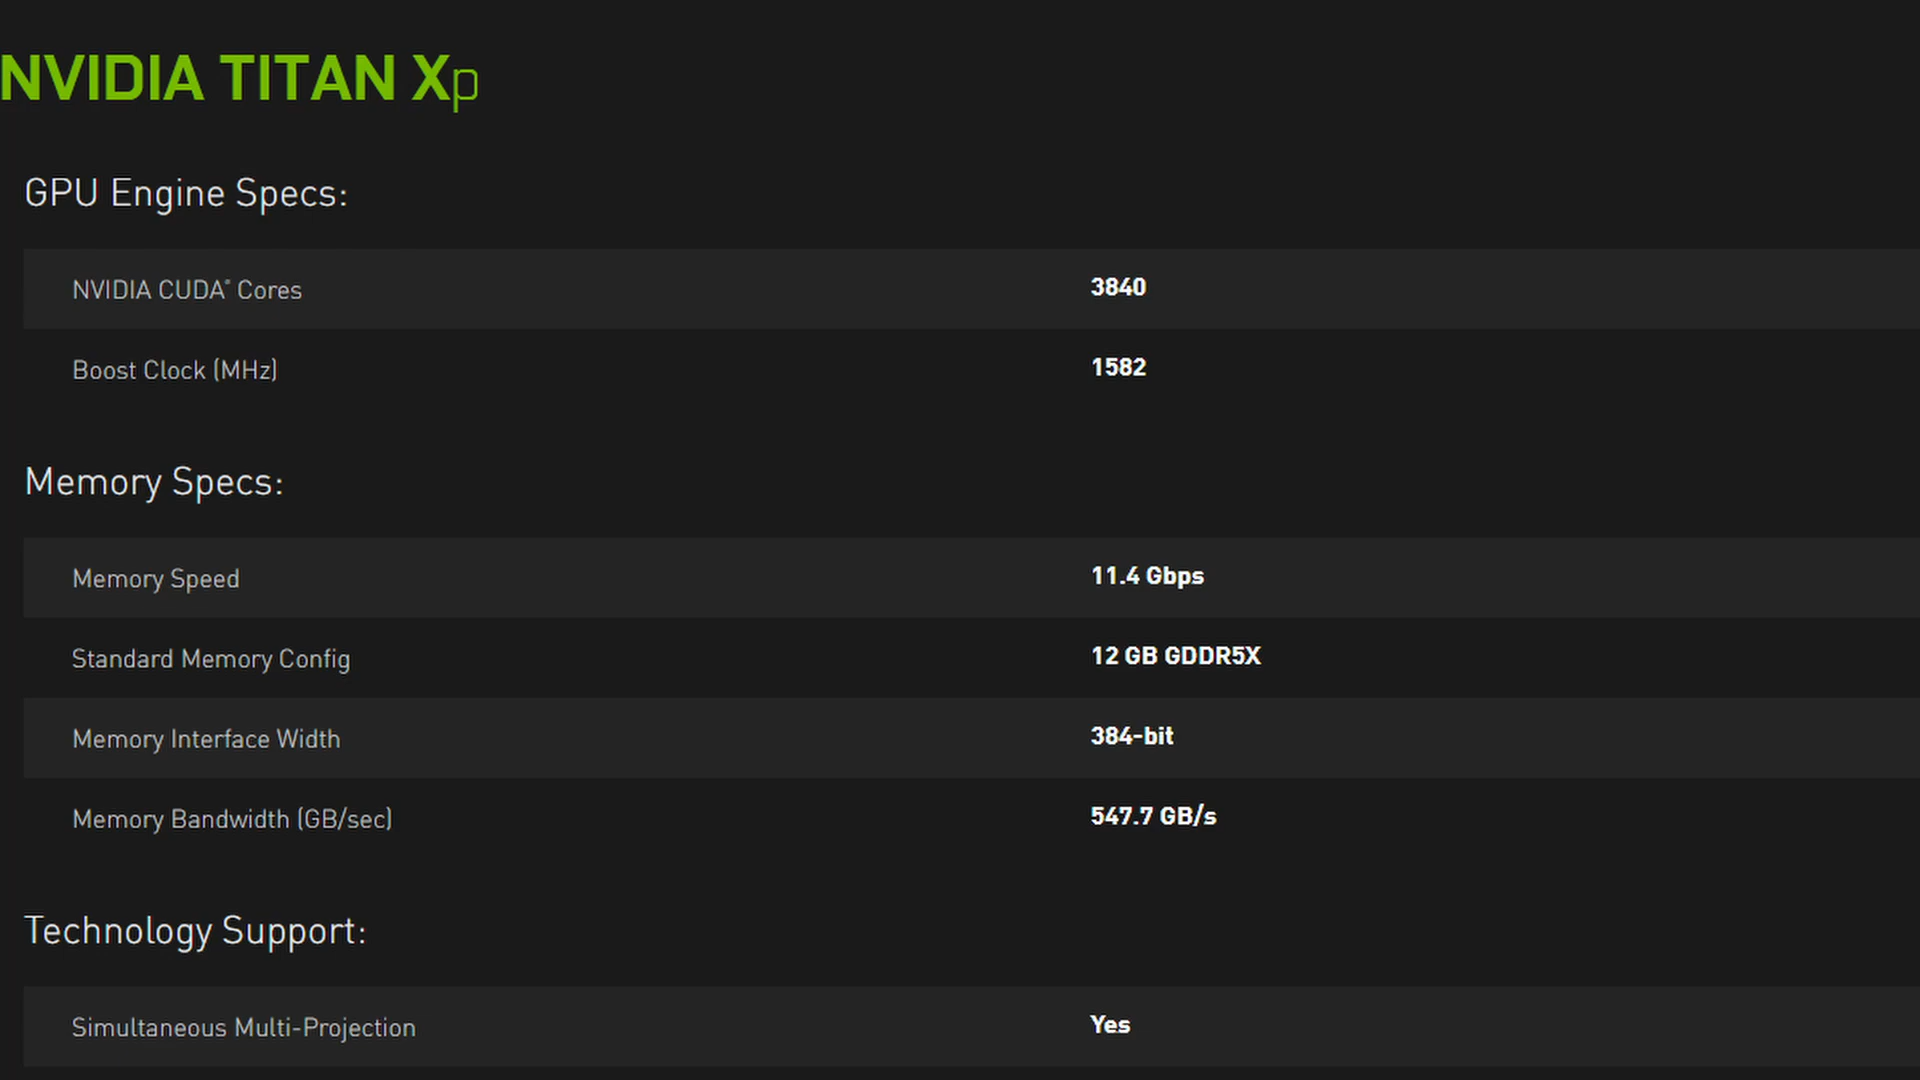 NVIDIA TITAN Xp
GPU Engine Specs:
NVIDIA CUDA® Cores 3840
Boost Clock (MHz) 1582
Memory Specs:
Memory Speed 11.4 Gbps
Standard Memory Config 12 GB GDDR5X
Memory Interface Width 384-bit
Memory Bandwidth (GB/sec) 547.7 GB/s
Technology Support:
Simultaneous Multi-Projection Yes